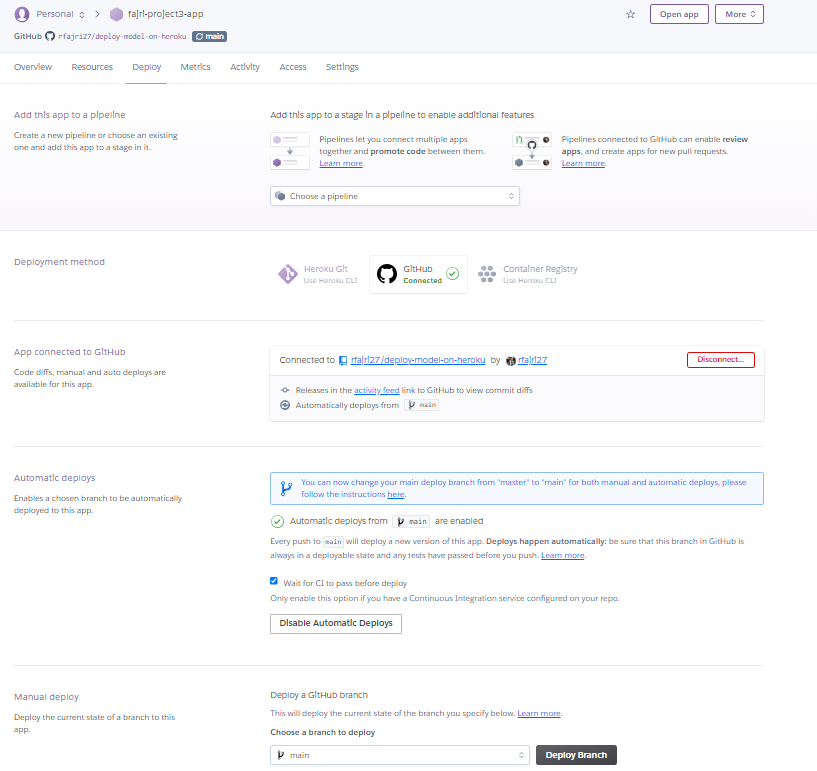 Personal
fajri-project3-app
Open app
More
GitHub rfajri27/deploy-model-on-heroku main
Overview Resources Deploy Metrics Activity Access Settings
Add this app to a pipeline
Create a new pipeline or choose an existing
one and add this app to a stage in it.
Add this app to a stage in a pipeline to enable additional features
Pipelines let you connect multiple apps
together and promote code between them.
Learn more.
Pipelines connected to GitHub can enable review
apps, and create apps for new pull requests.
Learn more.
Choose a pipeline
Deployment method
Heroku Git
Use Heroku CLI
GitHub
Connected
Container Registry
Use Heroku CLI
App connected to GitHub
Code diffs, manual and auto deploys are
available for this app.
Connected to rfajri27/deploy-model-on-heroku by rfajri27
Disconnect...
Releases in the activity feed link to GitHub to view commit diffs
Automatically deploys from main
Automatic deploys
Enables a chosen branch to be automatically
deployed to this app.
You can now change your main deploy branch from "master" to "main" for both manual and automatic deploys, please
follow the instructions here.
Automatic deploys from main are enabled
Every push to main will deploy a new version of this app. Deploys happen automatically: be sure that this branch in GitHub is
always in a deployable state and any tests have passed before you push. Learn more.
Wait for CI to pass before deploy
Only enable this option if you have a Continuous Integration service configured on your repo.
Disable Automatic Deploys
Manual deploy
Deploy the current state of a branch to this
app.
Deploy a GitHub branch
This will deploy the current state of the branch you specify below. Learn more.
Choose a branch to deploy
main
Deploy Branch